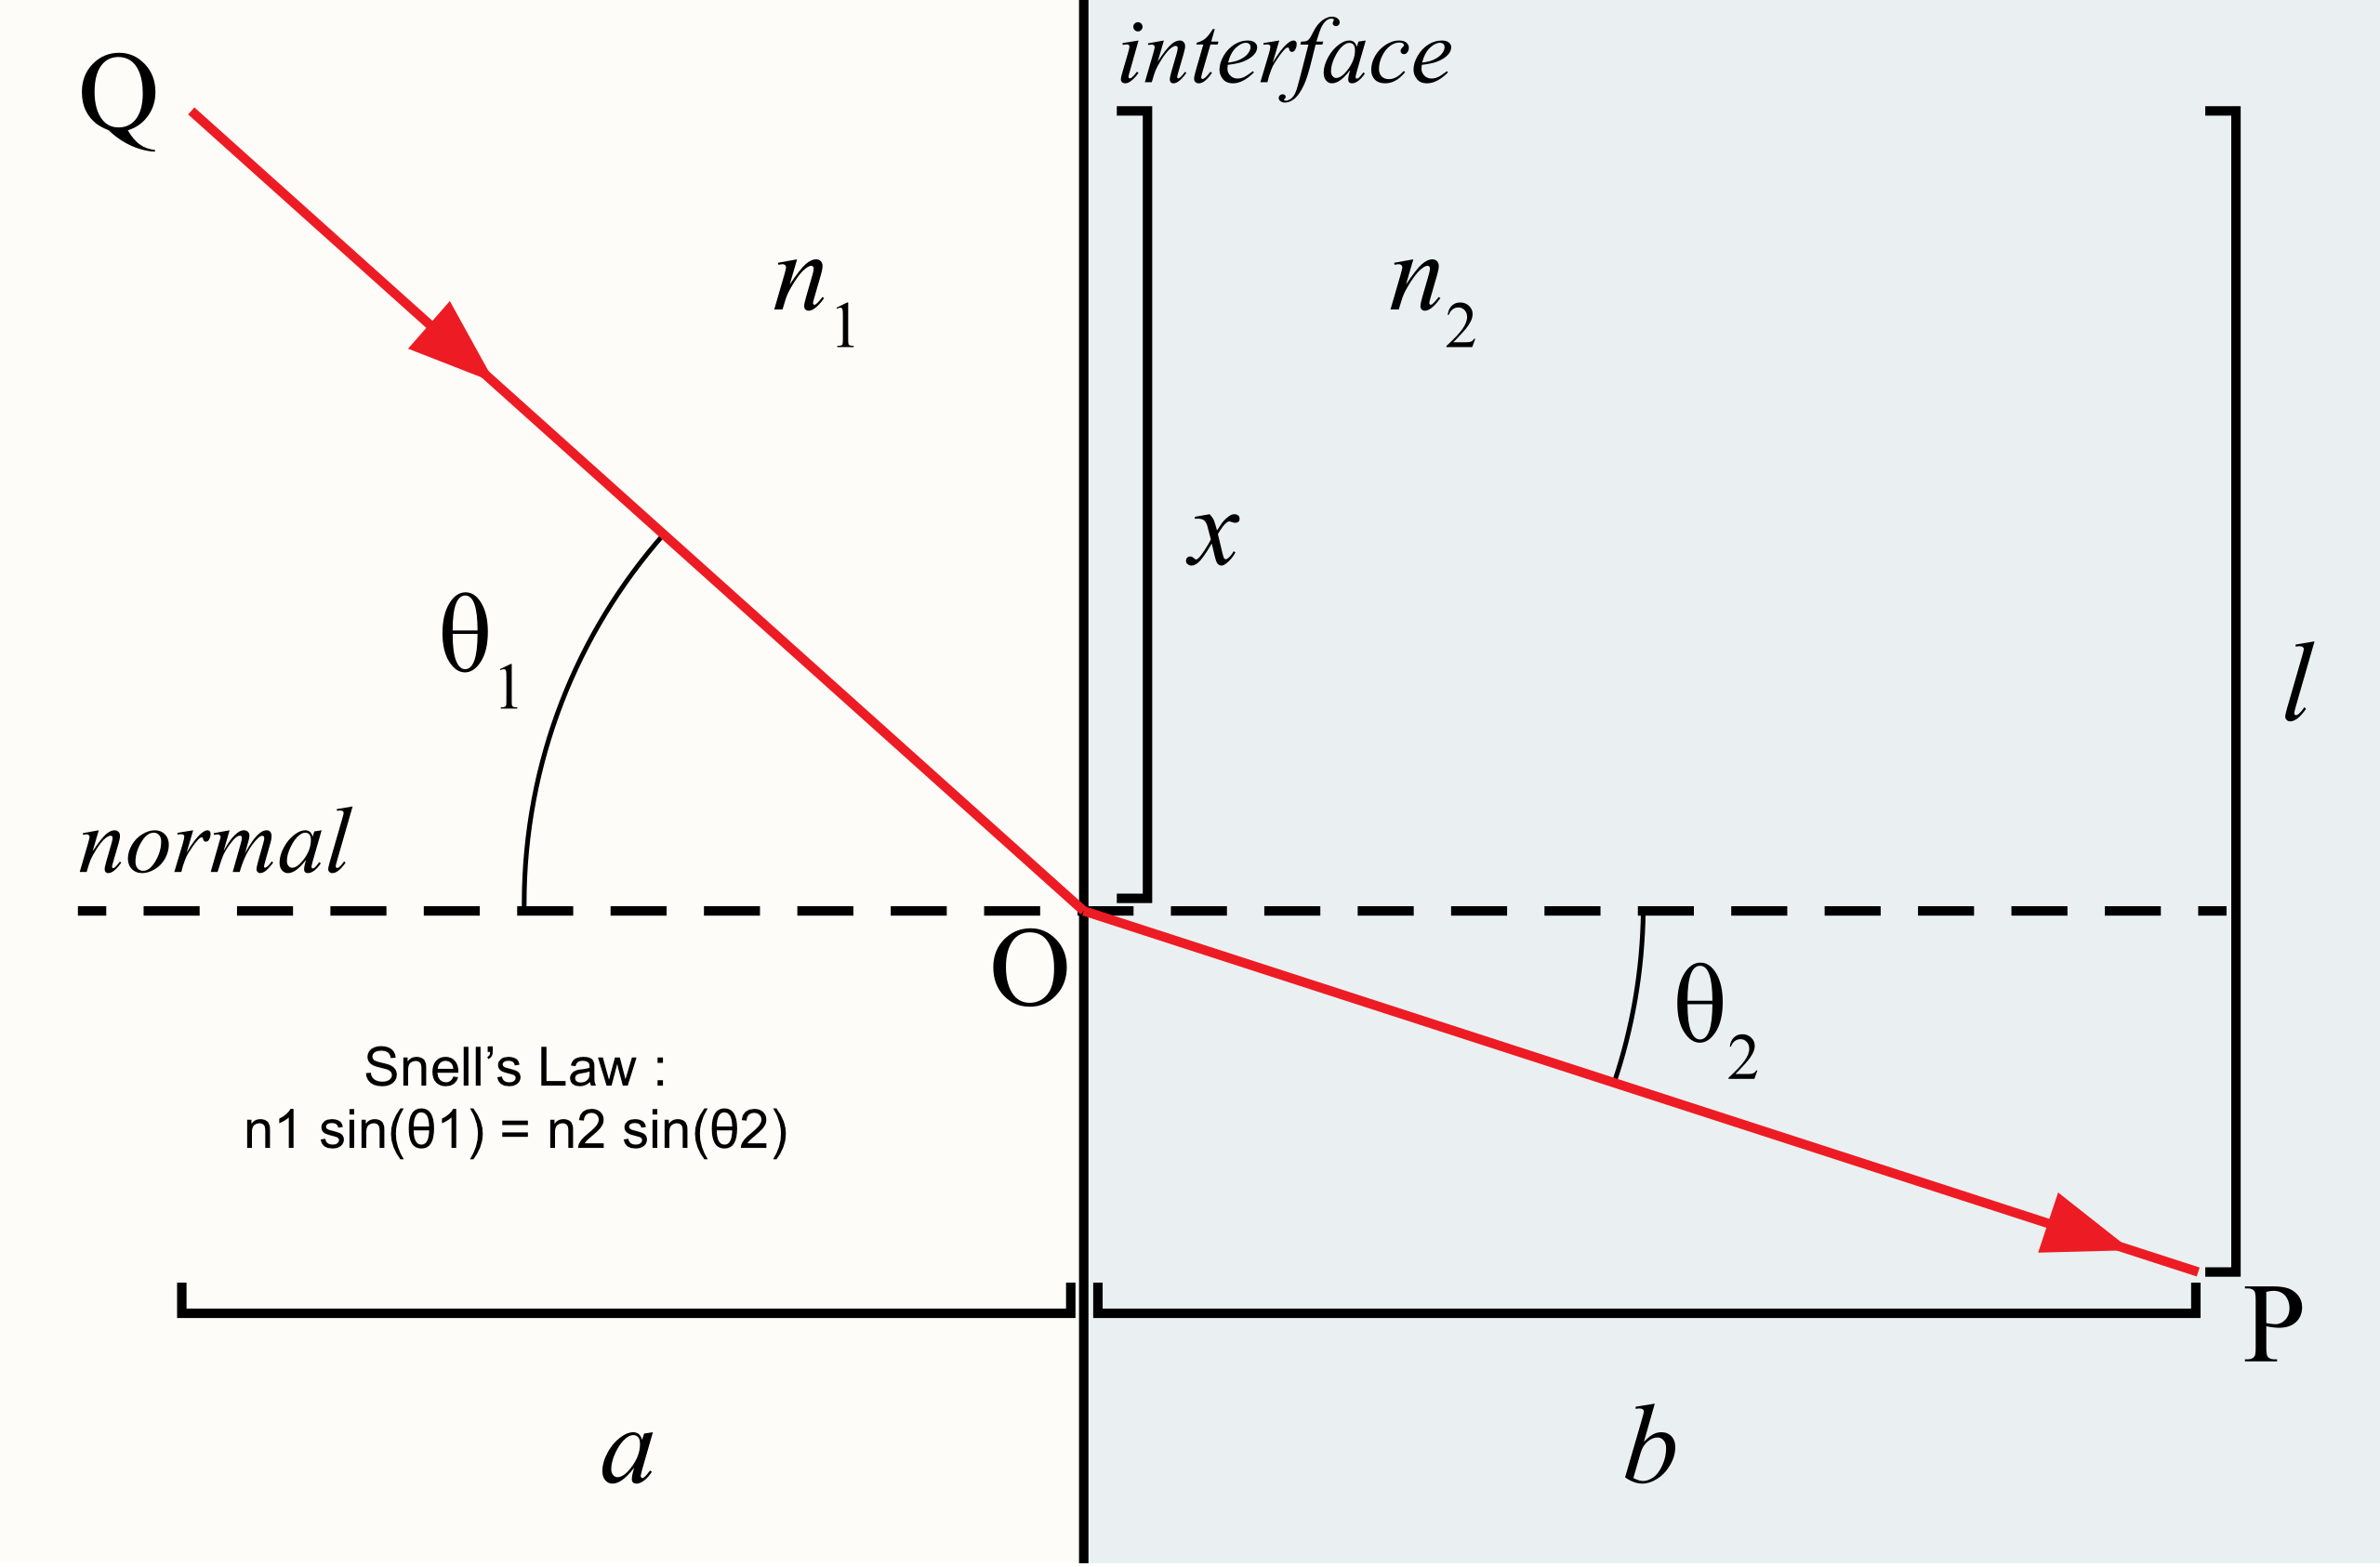 Q
interface
n1
n2
x
θ1
l
normal
O
θ2
Snell’s Law :
n1 sin(θ1) = n2 sin(θ2)
P
a
b